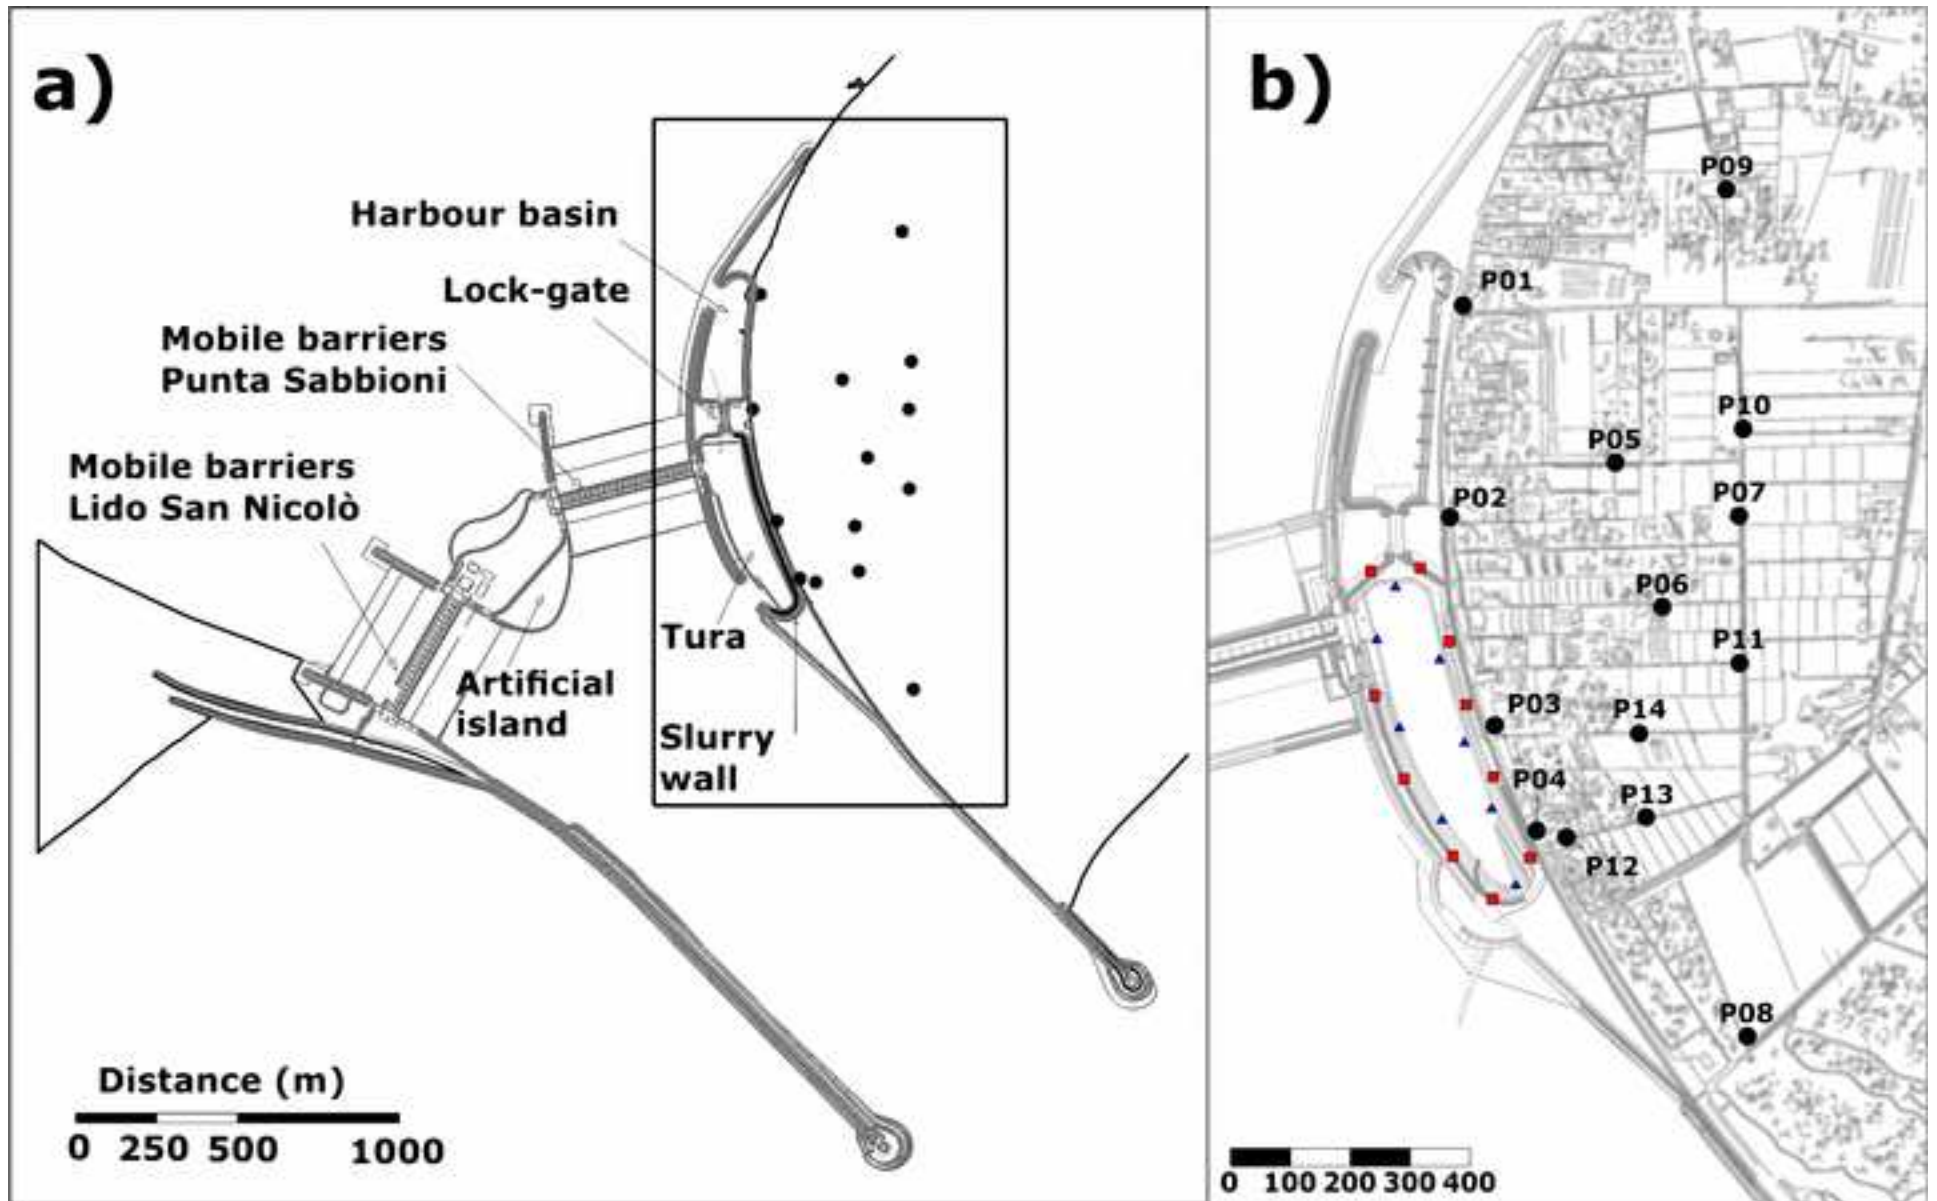 a)
Harbour basin
Lock-gate
Mobile barriers
Punta Sabbioni
Mobile barriers
Lido San Nicolò
Tura
Artificial
island
Slurry
wall
Distance (m)
0 250 500 1000
b)
P09
P01
P10
P05
P07
P02
P06
P11
P03
P14
P04
P13
P12
P08
0 100 200 300 400